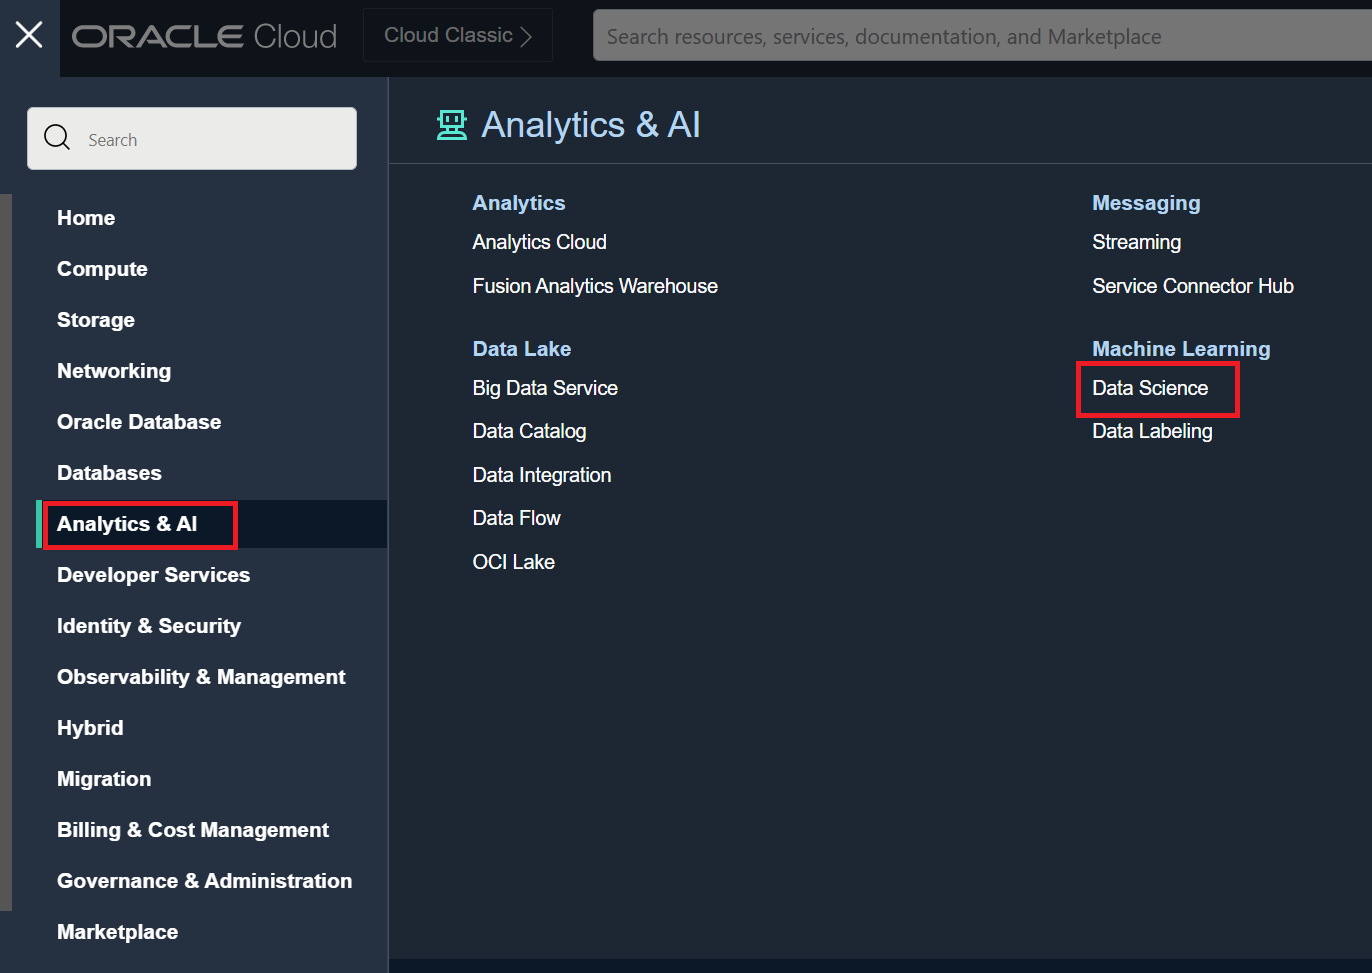 ORACLE Cloud
Cloud Classic
Search resources, services, documentation, and Marketplace
Search
Home
Compute
Storage
Networking
Oracle Database
Databases
Analytics & AI
Developer Services
Identity & Security
Observability & Management
Hybrid
Migration
Billing & Cost Management
Governance & Administration
Marketplace
Analytics & AI
Analytics
Analytics Cloud
Fusion Analytics Warehouse
Data Lake
Big Data Service
Data Catalog
Data Integration
Data Flow
OCI Lake
Messaging
Streaming
Service Connector Hub
Machine Learning
Data Science
Data Labeling